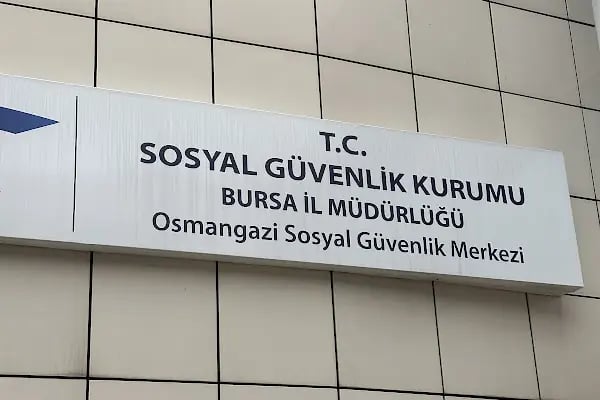 T.C.
SOSYAL GÜVENLİK KURUMU
BURSA İL MÜDÜRLÜĞÜ
Osmangazi Sosyal Güvenlik Merkezi